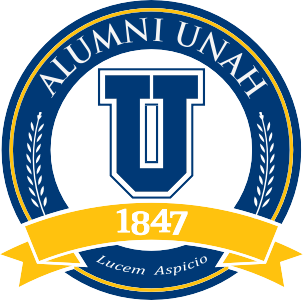 ALUMNI UNAH
U
1847
Lucem Aspicio